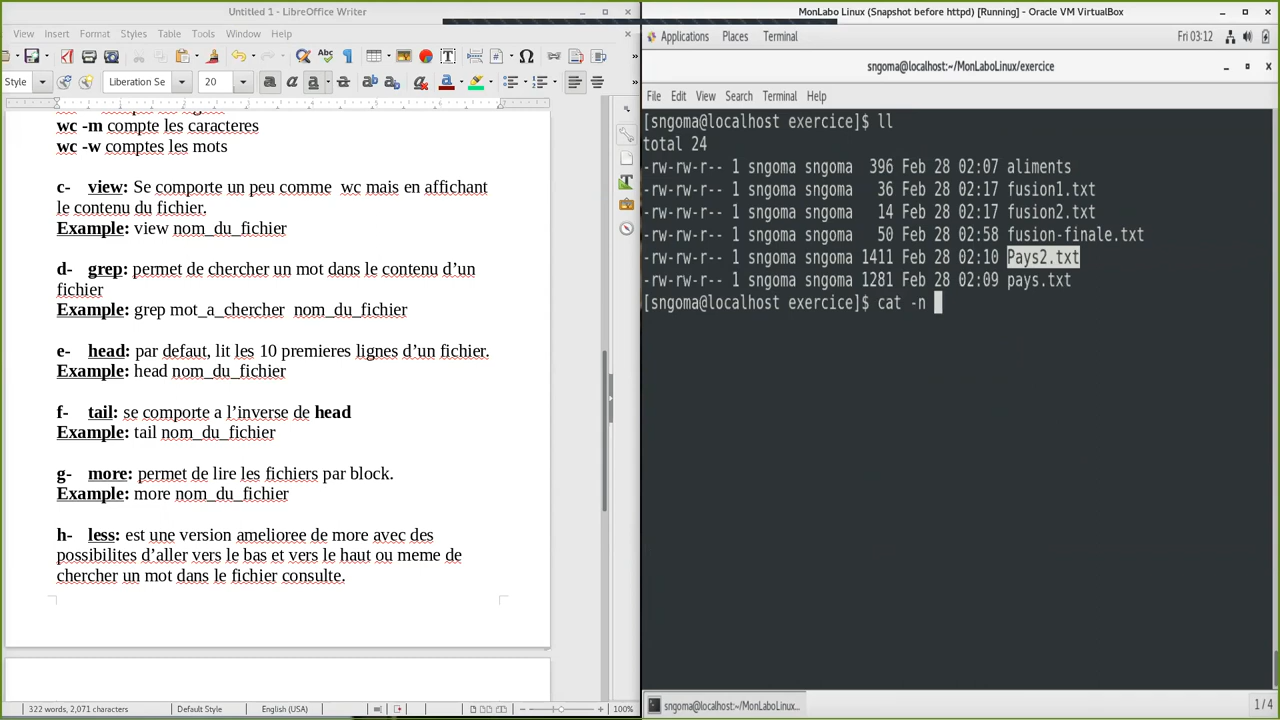 Untitled 1 - LibreOffice Writer
Insert Format Styles Table Tools Window Help
Style Liberation Se 20
wc -m compte les caracteres
wc -w comptes les mots
c- view: Se comporte un peu comme wc mais en affichant
le contenu du fichier.
Example: view nom_du_fichier
d- grep: permet de chercher un mot dans le contenu d’un
fichier
Example: grep mot_a_chercher nom_du_fichier
e- head: par defaut, lit les 10 premieres lignes d’un fichier.
Example: head nom_du_fichier
f- tail: se comporte a l’inverse de head
Example: tail nom_du_fichier
g- more: permet de lire les fichiers par block.
Example: more nom_du_fichier
h- less: est une version amelioree de more avec des
possibilites d’aller vers le bas et vers le haut ou meme de
chercher un mot dans le fichier consulte.
322 words, 2,071 characters Default Style English (USA) 100%
MonLabo Linux (Snapshot before httpd) [Running] - Oracle VM VirtualBox
Applications Places Terminal Fri 03:12
sngoma@localhost:~/MonLaboLinux/exercice
File Edit View Search Terminal Help
[sngoma@localhost exercice]$ ll
total 24
-rw-rw-r-- 1 sngoma sngoma 396 Feb 28 02:07 aliments
-rw-rw-r-- 1 sngoma sngoma 36 Feb 28 02:17 fusion1.txt
-rw-rw-r-- 1 sngoma sngoma 14 Feb 28 02:17 fusion2.txt
-rw-rw-r-- 1 sngoma sngoma 50 Feb 28 02:58 fusion-finale.txt
-rw-rw-r-- 1 sngoma sngoma 1411 Feb 28 02:10 Pays2.txt
-rw-rw-r-- 1 sngoma sngoma 1281 Feb 28 02:09 pays.txt
[sngoma@localhost exercice]$ cat -n
sngoma@localhost:~/MonLaboLinux... 1 / 4